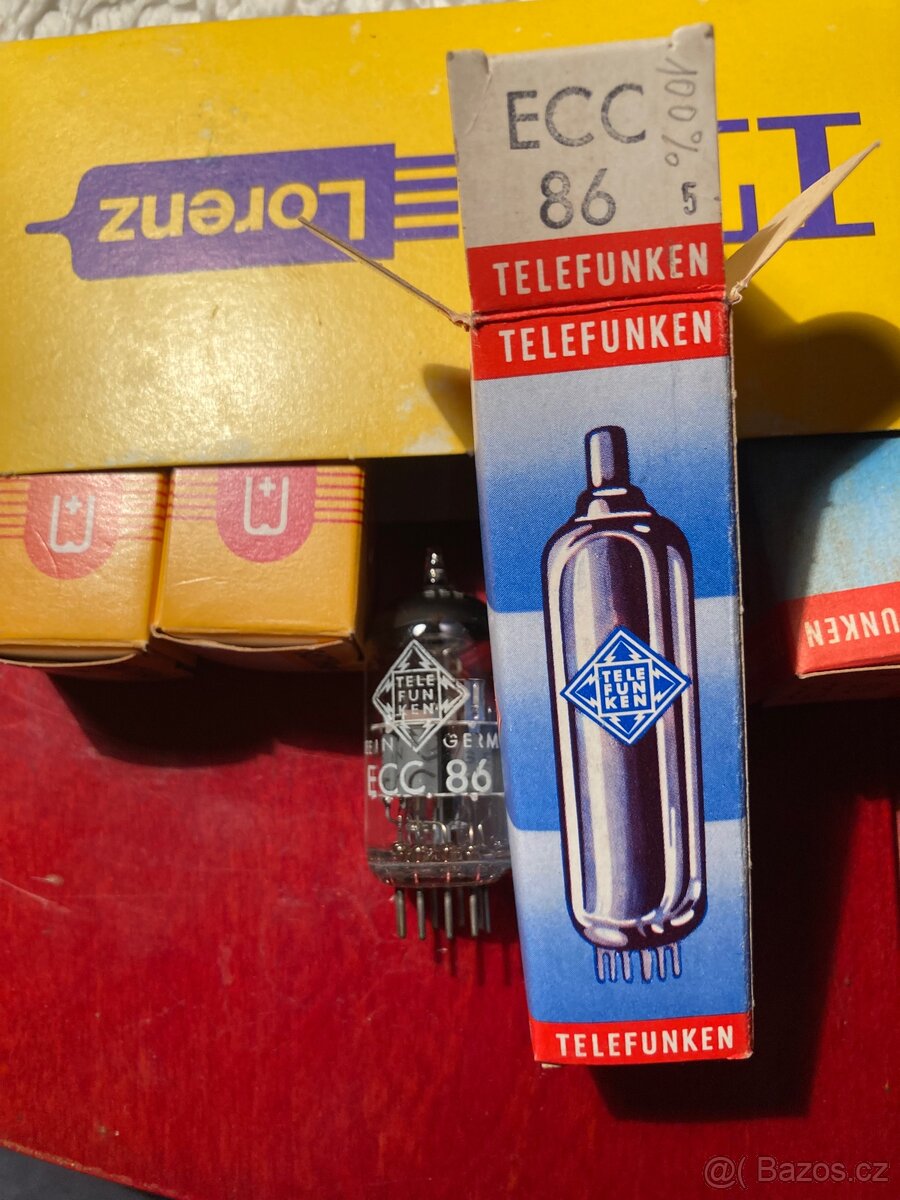 ECC
86 5
100%
TELEFUNKEN
TELEFUNKEN
Lorenz
TELE
FUN
KEN
TELE
FUN
KEN
GERM
ECC 86
TELEFUNKEN
NKEN
@( Bazos.cz